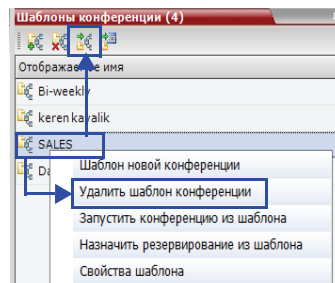 Шаблоны конференции (4)
Отображаемое имя
Bi-weekly
keren kavalik
SALES
Da
Шаблон новой конференции
Удалить шаблон конференции
Запустить конференцию из шаблона
Назначить резервирование из шаблона
Свойства шаблона